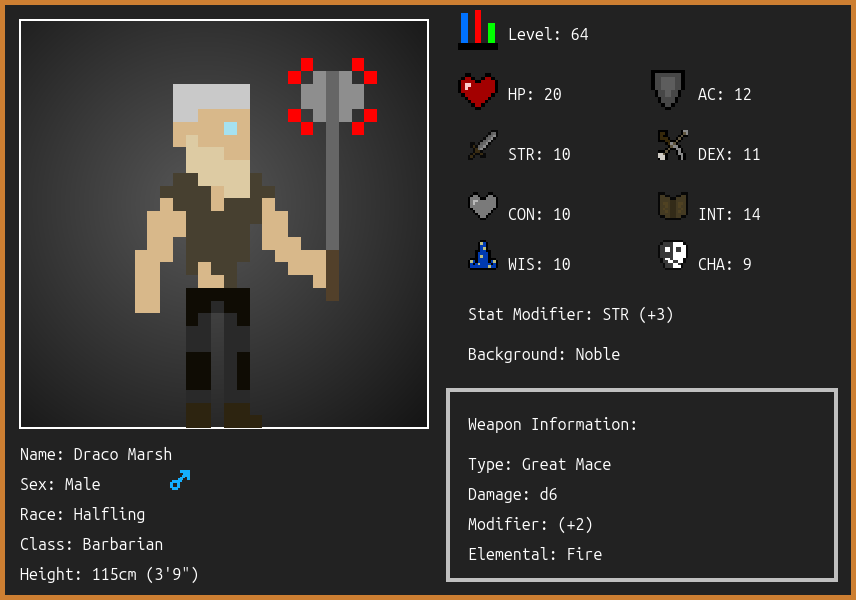 Level: 64
HP: 20
AC: 12
STR: 10
DEX: 11
CON: 10
INT: 14
WIS: 10
CHA: 9
Stat Modifier: STR (+3)
Background: Noble
Weapon Information:
Type: Great Mace
Damage: d6
Modifier: (+2)
Elemental: Fire
Name: Draco Marsh
Sex: Male
Race: Halfling
Class: Barbarian
Height: 115cm (3'9")